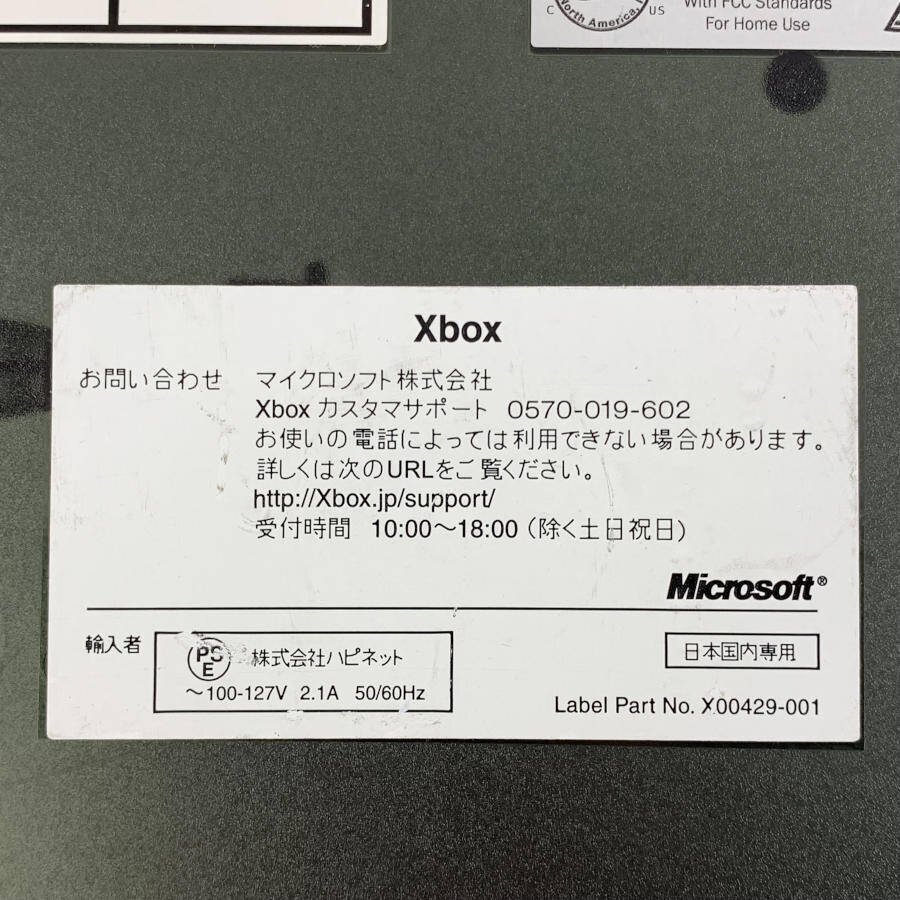 With FCC Standards
C North America, US
For Home Use
Xbox
お問い合わせ マイクロソフト株式会社
Xbox カスタマサポート 0570-019-602
お使いの電話によっては利用できない場合があります。
詳しくは次のURLをご覧ください。
http://Xbox.jp/support/
受付時間 10:00～18:00 (除く土日祝日)
Microsoft®
輸入者 PSE 株式会社ハピネット 日本国内専用
～100-127V 2.1A 50/60Hz
Label Part No. X00429-001